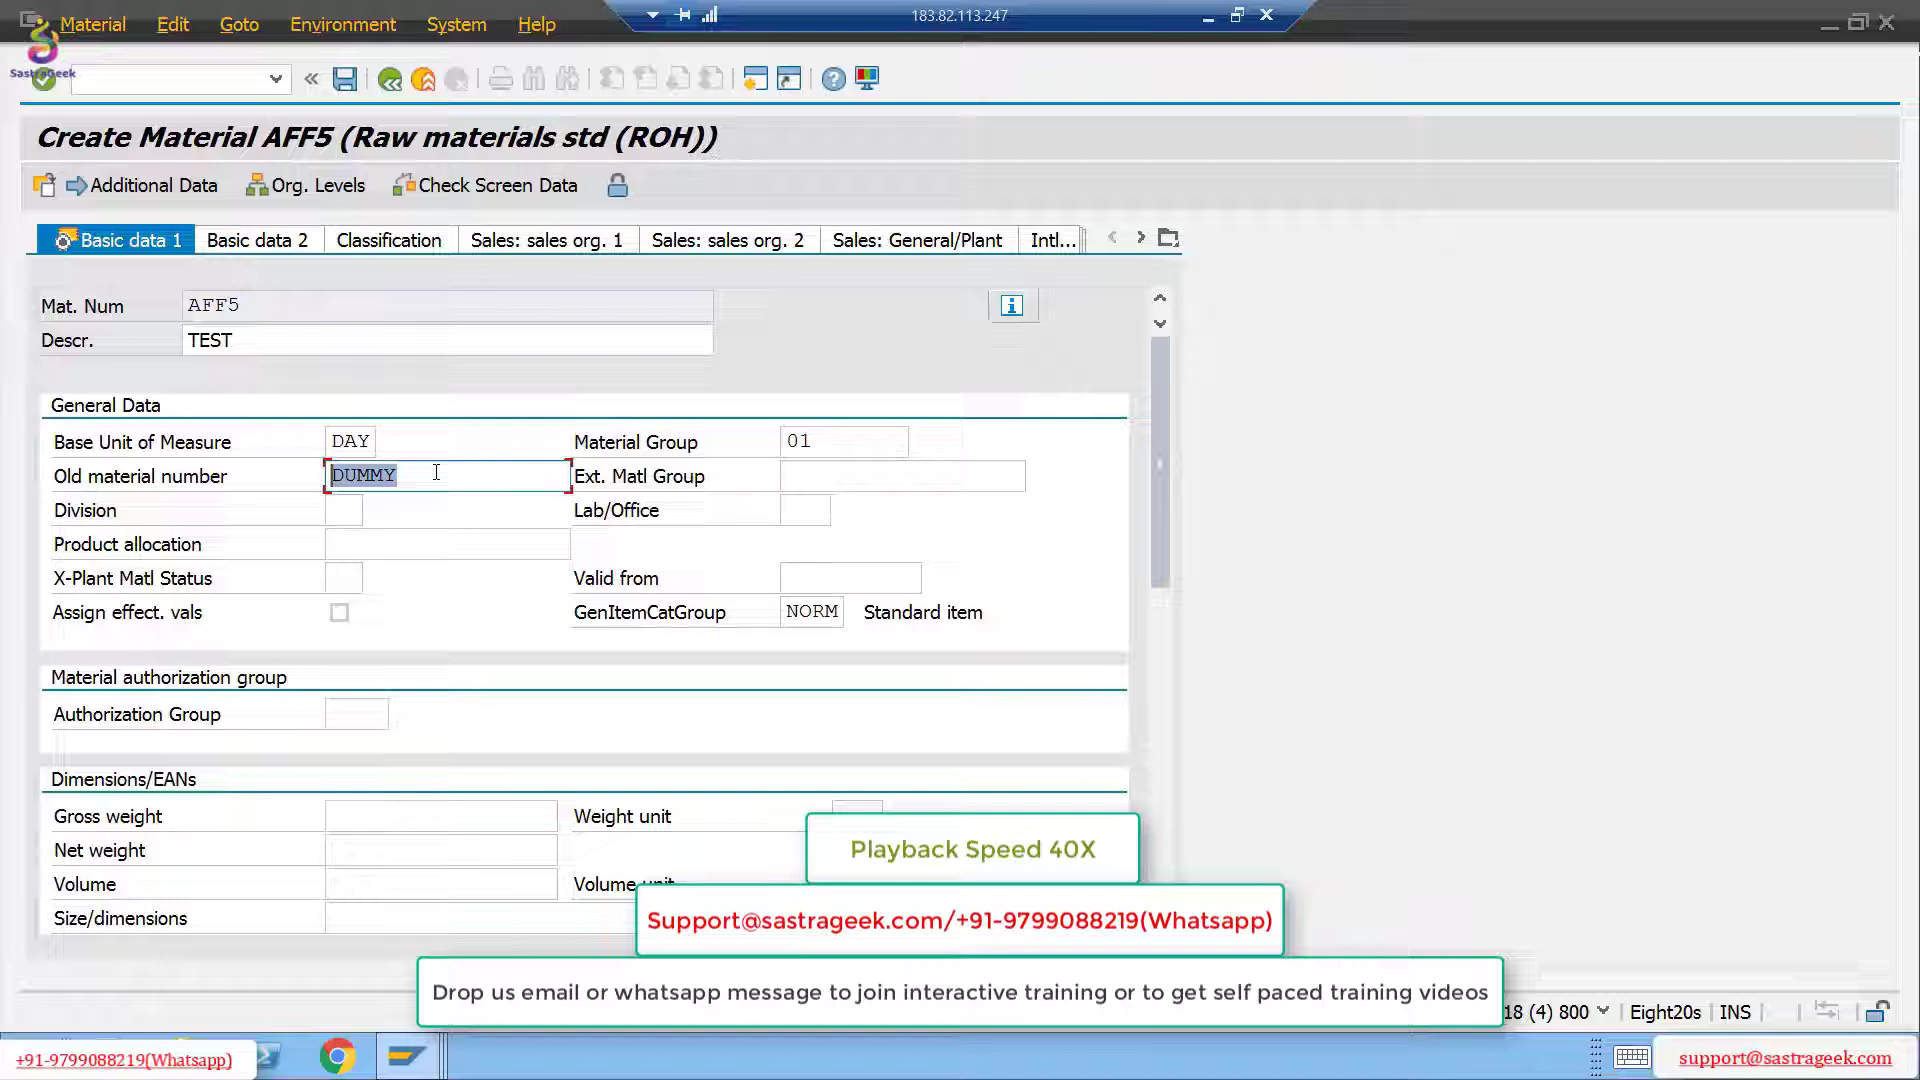 Material Edit Goto Environment System Help
183.82.113.247
SastraGeek
Create Material AFF5 (Raw materials std (ROH))
Additional Data Org. Levels Check Screen Data
Basic data 1 Basic data 2 Classification Sales: sales org. 1 Sales: sales org. 2 Sales: General/Plant Intl...
Mat. Num AFF5
Descr. TEST
General Data
Base Unit of Measure DAY Material Group 01
Old material number DUMMY Ext. Matl Group
Division Lab/Office
Product allocation
X-Plant Matl Status Valid from
Assign effect. vals GenItemCatGroup NORM Standard item
Material authorization group
Authorization Group
Dimensions/EANs
Gross weight Weight unit
Net weight
Volume Volume unit
Size/dimensions
Playback Speed 40X
Support@sastrageek.com/+91-9799088219(Whatsapp)
Drop us email or whatsapp message to join interactive training or to get self paced training videos
18 (4) 800 Eight20s INS
+91-9799088219(Whatsapp)
support@sastrageek.com